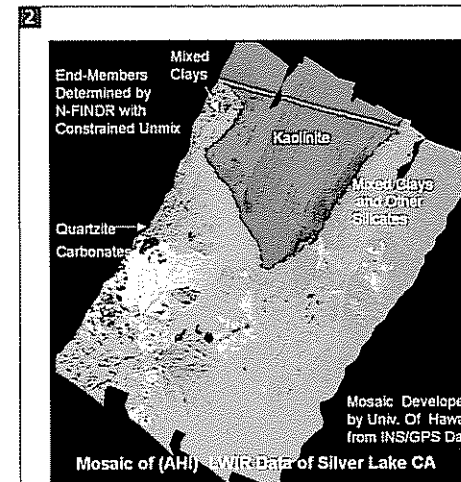 2
Mixed
Clays
End-Members
Determined by
N-FINDR with
Constrained Unmix
Kaolinite
Mixed Clays
and Other
Silicates
Quartzite
Carbonates
Mosaic Develope
by Univ. Of Hawa
from INS/GPS Da
Mosaic of (AHI) LWIR Data of Silver Lake CA